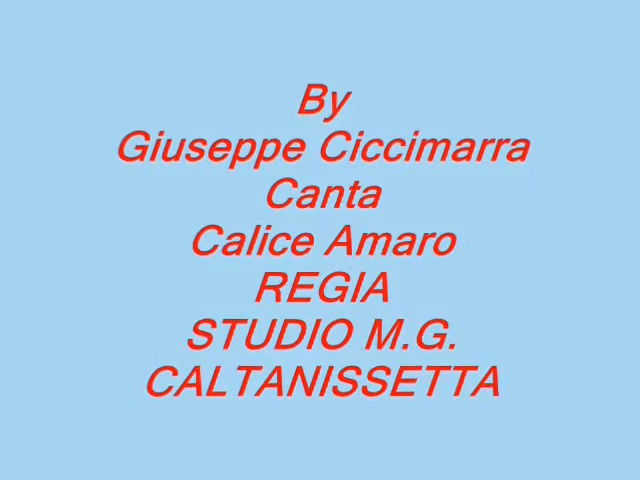 By
Giuseppe Ciccimarra
Canta
Calice Amaro
REGIA
STUDIO M.G.
CALTANISSETTA